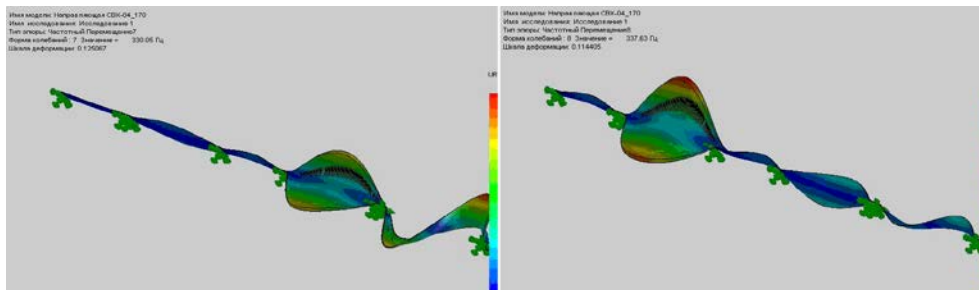 Имя модели: Направляющая СВК-04_170
Имя исследования: Исследование 1
Тип эпюры: Частотный Перемещение7
Форма колебаний : 7 Значение = 330.05 Гц
Шкала деформации: 0.125067
UR
Имя модели: Направляющая СВК-04_170
Имя исследования: Исследование 1
Тип эпюры: Частотный Перемещение8
Форма колебаний : 8 Значение = 337.63 Гц
Шкала деформации: 0.114405